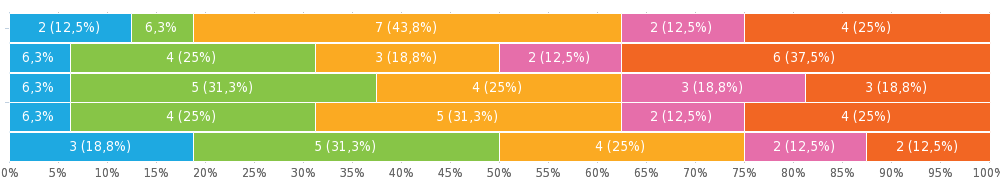 2 (12,5%) 6,3% 7 (43,8%) 2 (12,5%) 4 (25%)
6,3% 4 (25%) 3 (18,8%) 2 (12,5%) 6 (37,5%)
6,3% 5 (31,3%) 4 (25%) 3 (18,8%) 3 (18,8%)
6,3% 4 (25%) 5 (31,3%) 2 (12,5%) 4 (25%)
3 (18,8%) 5 (31,3%) 4 (25%) 2 (12,5%) 2 (12,5%)
0% 5% 10% 15% 20% 25% 30% 35% 40% 45% 50% 55% 60% 65% 70% 75% 80% 85% 90% 95% 100%